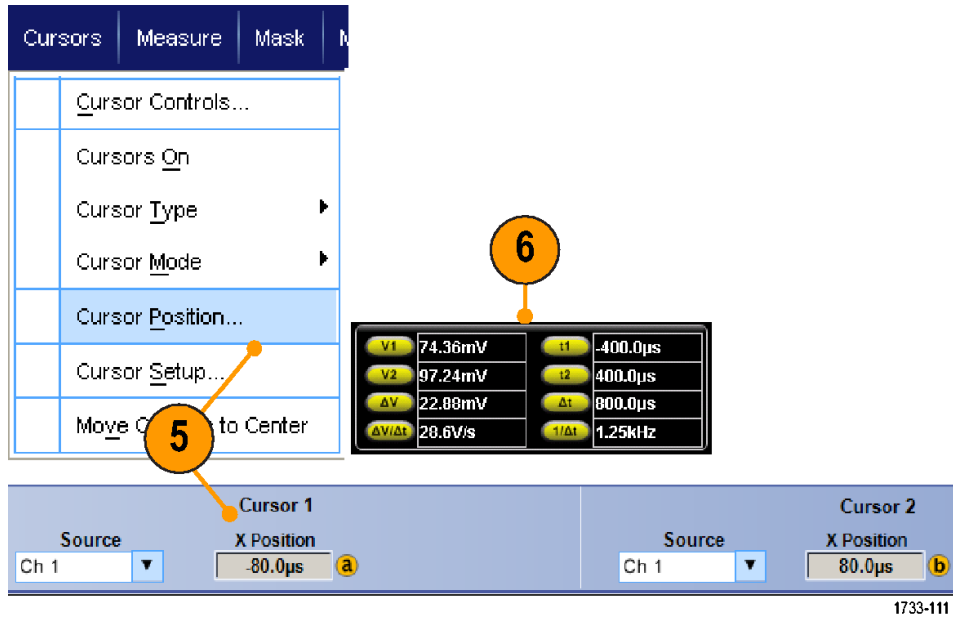 Cursors Measure Mask
Cursor Controls...
Cursors On
Cursor Type
Cursor Mode
Cursor Position...
Cursor Setup...
Move to Center
5
6
V1 74.36mV t1 -400.0µs
V2 97.24mV t2 400.0µs
ΔV 22.88mV Δt 800.0µs
ΔV/Δt 28.6V/s 1/Δt 1.25kHz
Cursor 1 Cursor 2
Source X Position Source X Position
Ch 1 -80.0µs a Ch 1 80.0µs b
1733-111